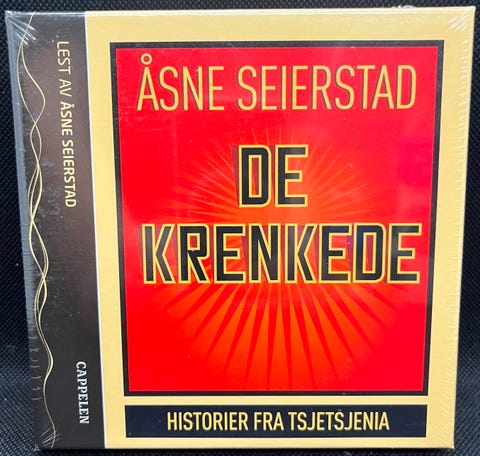 ÅSNE SEIERSTAD
DE
KRENKEDE
HISTORIER FRA TSJETSJENIA
LEST AV ÅSNE SEIERSTAD
CAPPELEN